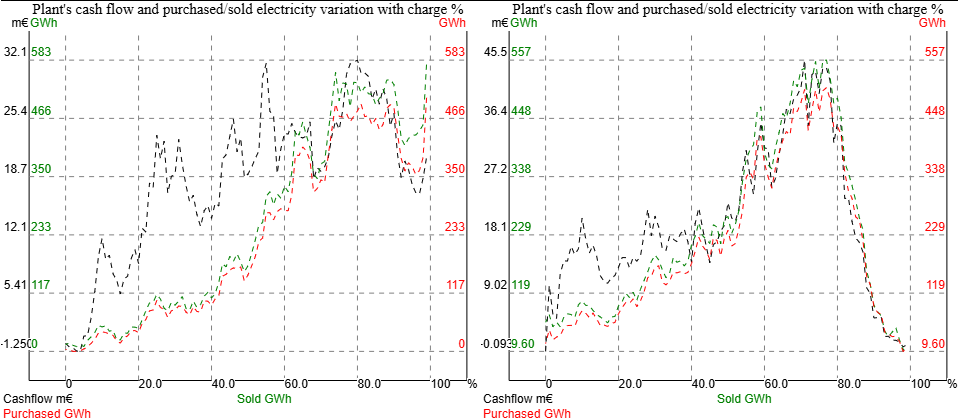 Plant's cash flow and purchased/sold electricity variation with charge %
m€ GWh GWh
32.1 583 583
25.4 466 466
18.7 350 350
12.1 233 233
5.41 117 117
-1.25 0 0
0.0 20.0 40.0 60.0 80.0 100 %
Cashflow m€ Sold GWh
Purchased GWh
Plant's cash flow and purchased/sold electricity variation with charge %
m€ GWh GWh
45.5 557 557
36.4 448 448
27.2 338 338
18.1 229 229
9.02 119 119
-0.093 9.60 9.60
0.0 20.0 40.0 60.0 80.0 100 %
Cashflow m€ Sold GWh
Purchased GWh